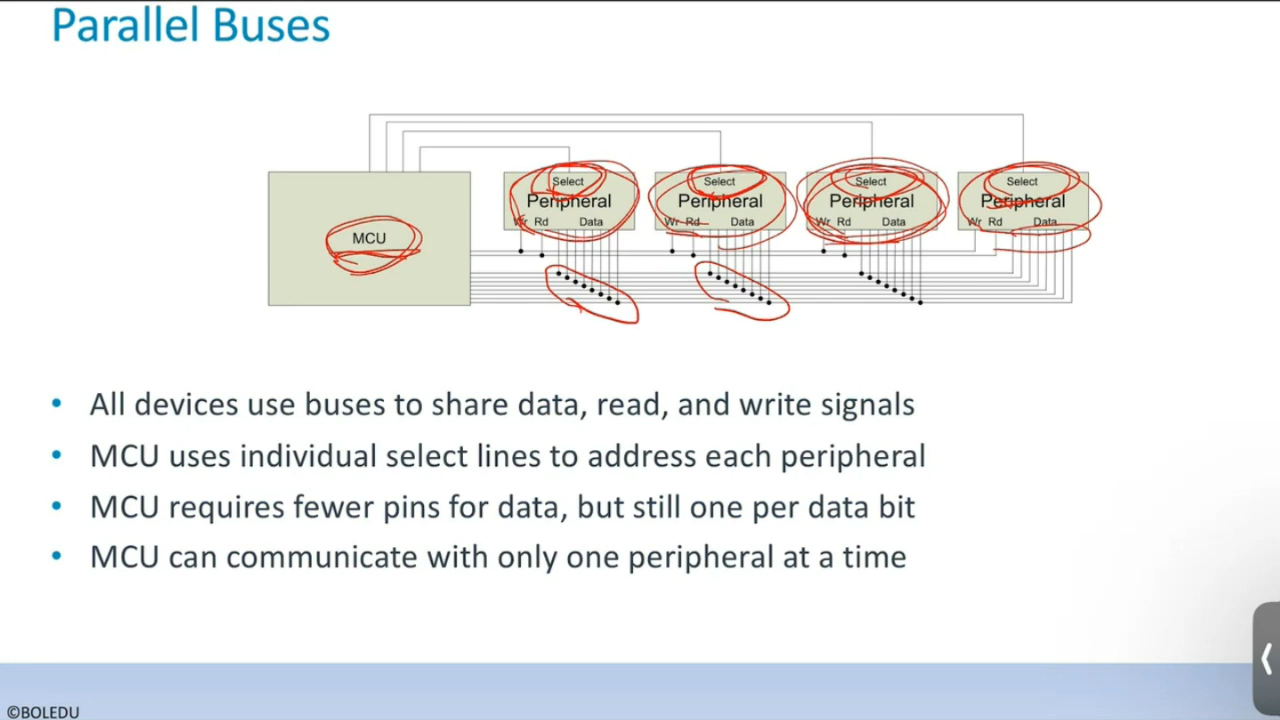 Parallel Buses
Select Select Select Select
MCU Peripheral Peripheral Peripheral Peripheral
Wr Rd Data Wr Rd Data Wr Rd Data Wr Rd Data
• All devices use buses to share data, read, and write signals
• MCU uses individual select lines to address each peripheral
• MCU requires fewer pins for data, but still one per data bit
• MCU can communicate with only one peripheral at a time
©BOLEDU